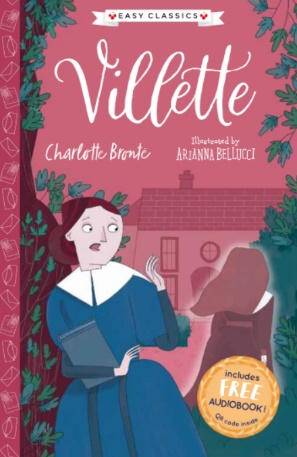 EASY CLASSICS
Villette
Charlotte Brontë
Illustrated by
ARIANNA BELLUCCI
includes
FREE
AUDIOBOOK!
QR code inside